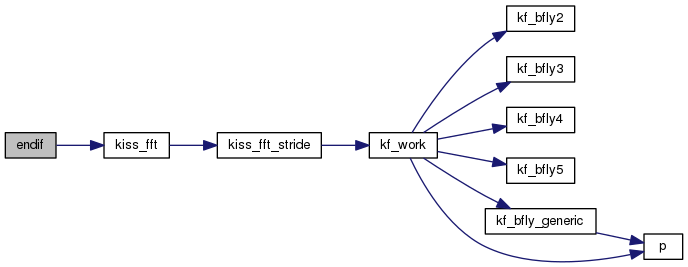 endif
kiss_fft
kiss_fft_stride
kf_work
kf_bfly2
kf_bfly3
kf_bfly4
kf_bfly5
kf_bfly_generic
p